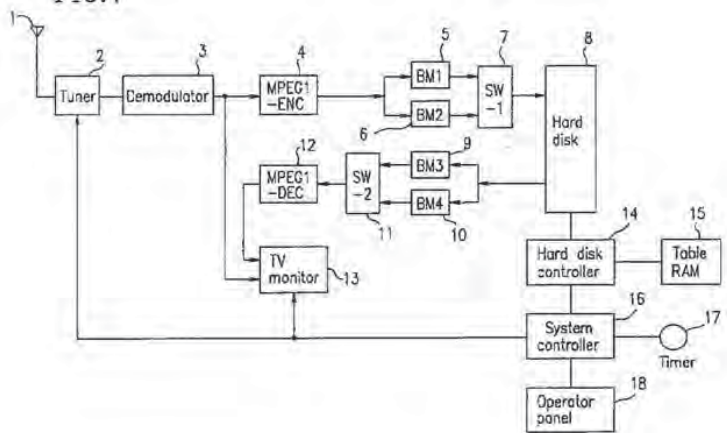 1
2
3
4
5
7
8
Tuner
Demodulator
MPEG1
-ENC
BM1
BM2
SW
-1
Hard
disk
6
12
9
MPEG1
-DEC
SW
-2
BM3
BM4
11
10
14
15
TV
monitor
13
Hard disk
controller
Table
RAM
16
17
System
controller
Timer
18
Operator
panel